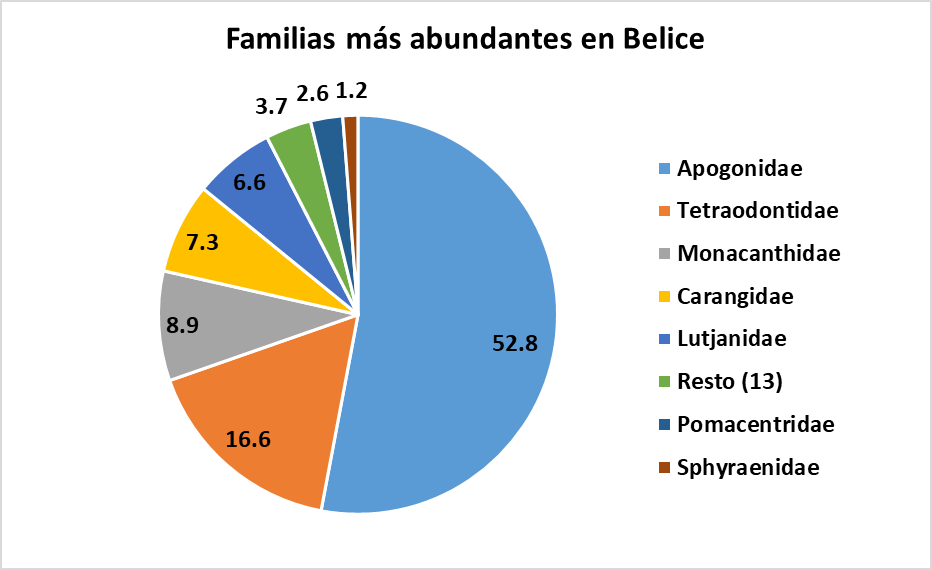 Familias más abundantes en Belice
3.7
2.6
1.2
6.6
7.3
8.9
16.6
52.8
Apogonidae
Tetraodontidae
Monacanthidae
Carangidae
Lutjanidae
Resto (13)
Pomacentridae
Sphyraenidae